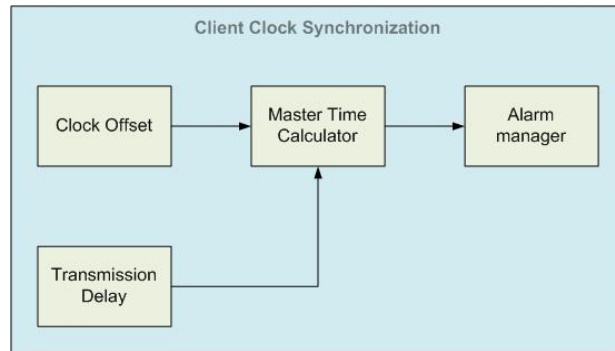 Client Clock Synchronization
Clock Offset
Master Time
Calculator
Alarm
manager
Transmission
Delay